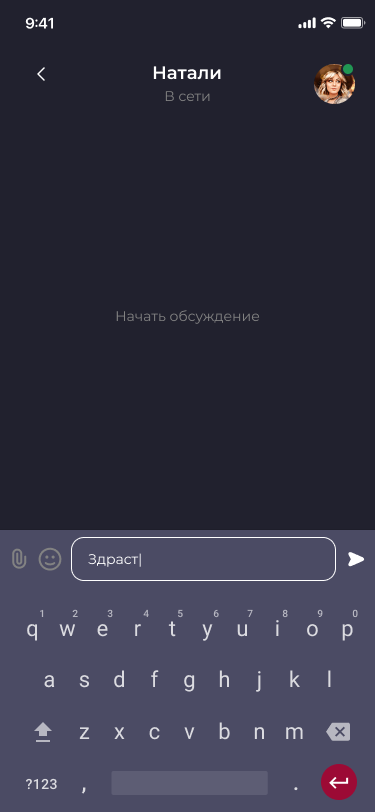 9:41
Натали
В сети
Начать обсуждение
Здраст
1 2 3 4 5 6 7 8 9 0
q w e r t y u i o p
a s d f g h j k l
z x c v b n m
?123 , .